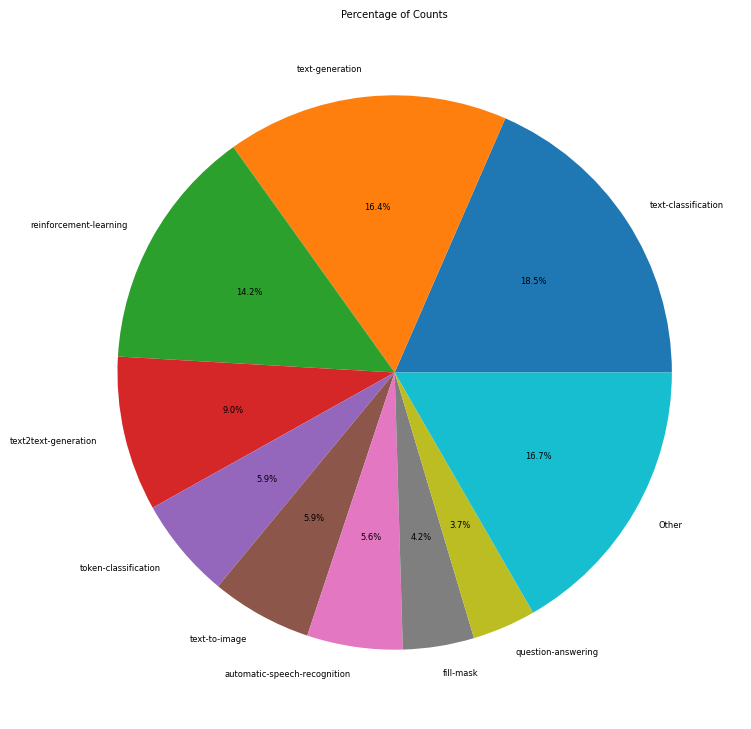 Percentage of Counts
text-generation
text-classification
16.4%
reinforcement-learning
18.5%
14.2%
9.0%
text2text-generation
16.7%
5.9%
5.9%
3.7%
Other
5.6%
4.2%
token-classification
text-to-image
question-answering
automatic-speech-recognition
fill-mask